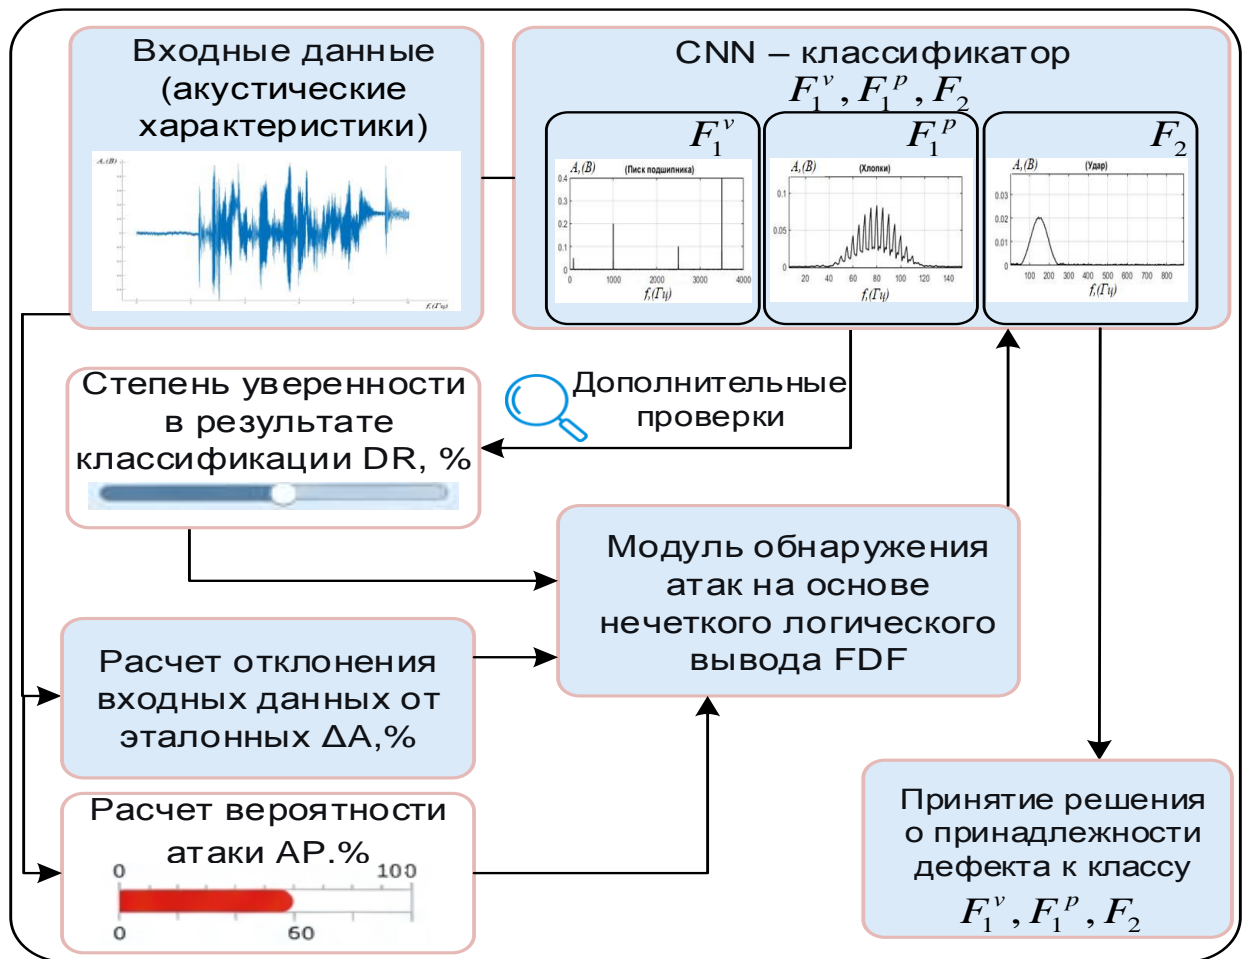 Входные данные
(акустические
характеристики)
A,(В)
f,(Гц)
CNN – классификатор
F₁ᵛ, F₁ᵖ, F₂
F₁ᵛ
A,(В)
(Писк подшипника)
0.4
0.3
0.2
0.1
0
0 1000 2000 3000 4000
f,(Гц)
F₁ᵖ
A,(В)
(Хлопки)
0.1
0.05
0
20 40 60 80 100 120 140
f,(Гц)
F₂
A,(В)
(Удар)
0.03
0.02
0.01
0
100 200 300 400 500 600 700 800
f,(Гц)
Степень уверенности
в результате
классификации DR, %
Дополнительные
проверки
Модуль обнаружения
атак на основе
нечеткого логического
вывода FDF
Расчет отклонения
входных данных от
эталонных ΔА,%
Расчет вероятности
атаки AP.%
0 100
0 60
Принятие решения
о принадлежности
дефекта к классу
F₁ᵛ, F₁ᵖ, F₂